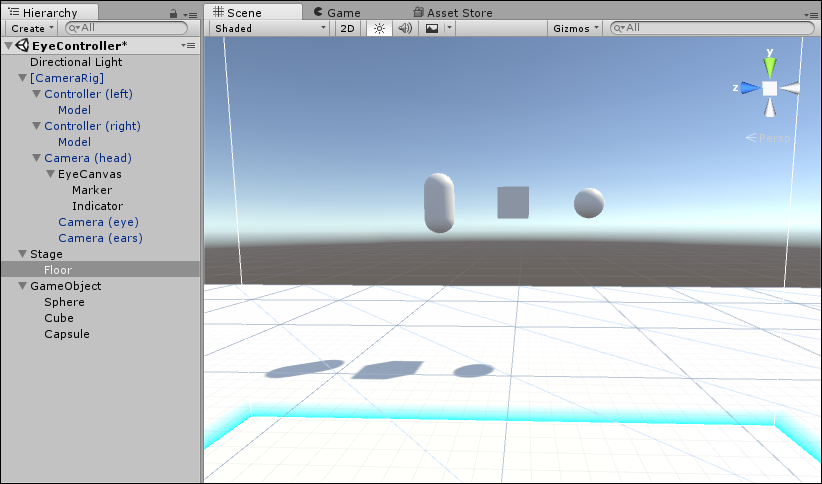 Hierarchy
Create
All
EyeController*
Directional Light
[CameraRig]
Controller (left)
Model
Controller (right)
Model
Camera (head)
EyeCanvas
Marker
Indicator
Camera (eye)
Camera (ears)
Stage
Floor
GameObject
Sphere
Cube
Capsule
Scene
Game
Asset Store
Shaded
2D
Gizmos
All
y
z
Persp